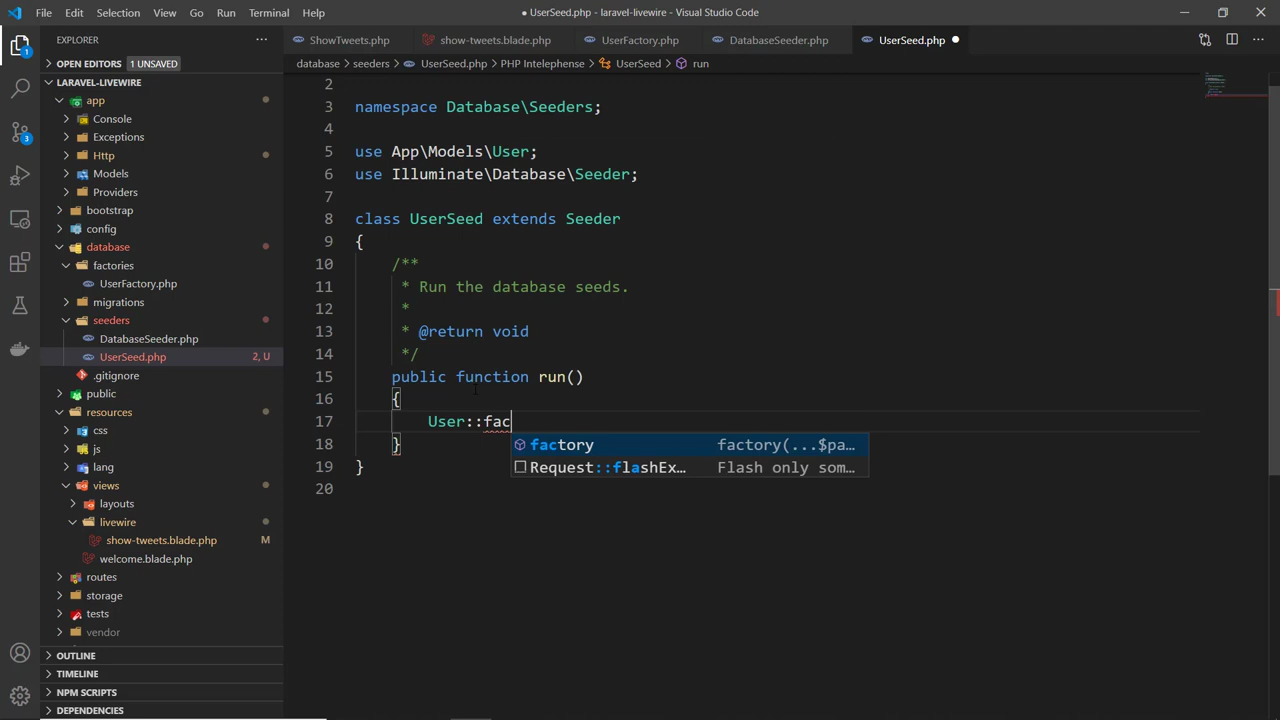 File Edit Selection View Go Run Terminal Help
● UserSeed.php - laravel-livewire - Visual Studio Code
EXPLORER
ShowTweets.php show-tweets.blade.php UserFactory.php DatabaseSeeder.php UserSeed.php
OPEN EDITORS 1 UNSAVED
database > seeders > UserSeed.php > PHP Intelephense > UserSeed > run
LARAVEL-LIVEWIRE
app
Console
Exceptions
Http
Models
Providers
bootstrap
config
database
factories
UserFactory.php
migrations
seeders
DatabaseSeeder.php
UserSeed.php 2, U
.gitignore
public
resources
css
js
lang
views
layouts
livewire
show-tweets.blade.php M
welcome.blade.php
routes
storage
tests
vendor
OUTLINE
TIMELINE
NPM SCRIPTS
DEPENDENCIES
1
3
2
3 namespace Database\Seeders;
4
5 use App\Models\User;
6 use Illuminate\Database\Seeder;
7
8 class UserSeed extends Seeder
9 {
10 /**
11 * Run the database seeds.
12 *
13 * @return void
14 */
15 public function run()
16 {
17 User::fac
18 }
19 }
20
factory factory(...$pa…
Request::flashEx… Flash only som…